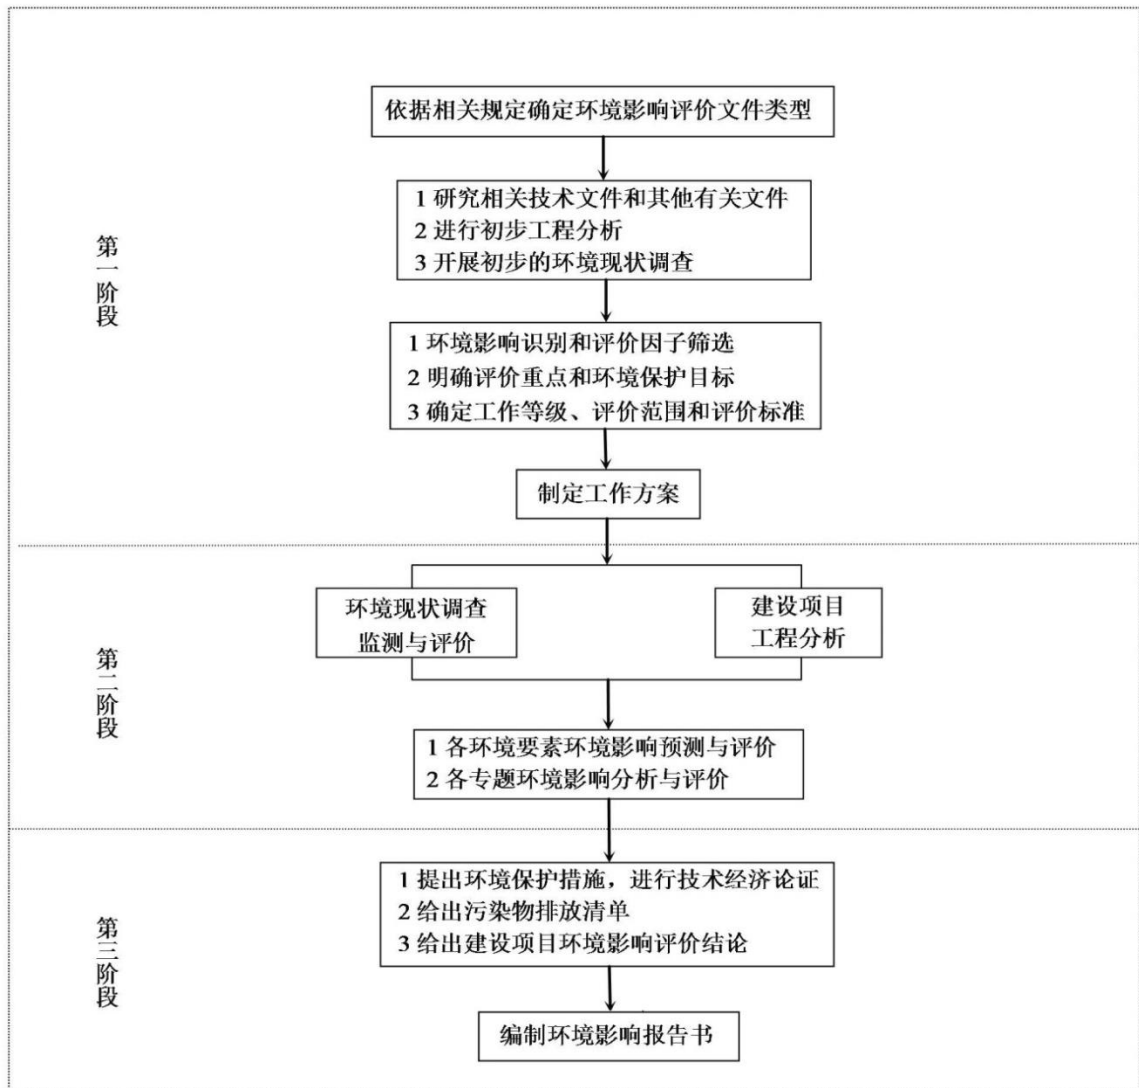 依据相关规定确定环境影响评价文件类型
1 研究相关技术文件和其他有关文件
2 进行初步工程分析
3 开展初步的环境现状调查
第一阶段
1 环境影响识别和评价因子筛选
2 明确评价重点和环境保护目标
3 确定工作等级、评价范围和评价标准
制定工作方案
环境现状调查
监测与评价
建设项目
工程分析
第二阶段
1 各环境要素环境影响预测与评价
2 各专题环境影响分析与评价
1 提出环境保护措施，进行技术经济论证
2 给出污染物排放清单
3 给出建设项目环境影响评价结论
第三阶段
编制环境影响报告书